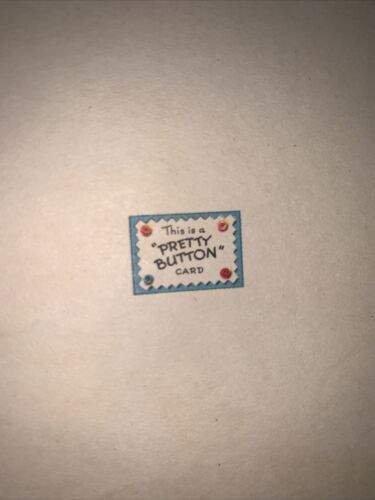 This is a
"PRETTY
BUTTON"
CARD